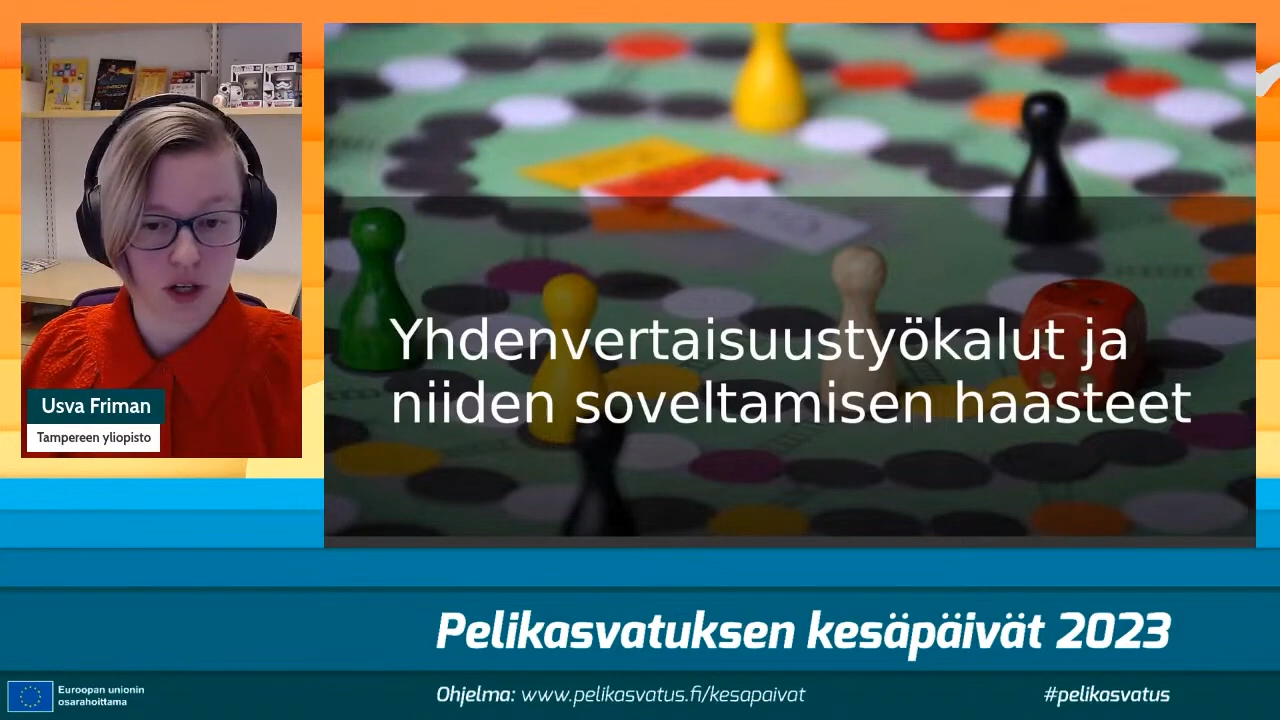 Usva Friman
Tampereen yliopisto
Yhdenvertaisuustyökalut ja
niiden soveltamisen haasteet
Pelikasvatuksen kesäpäivät 2023
Euroopan unionin
osarahoittama
Ohjelma: www.pelikasvatus.fi/kesapaivat
#pelikasvatus